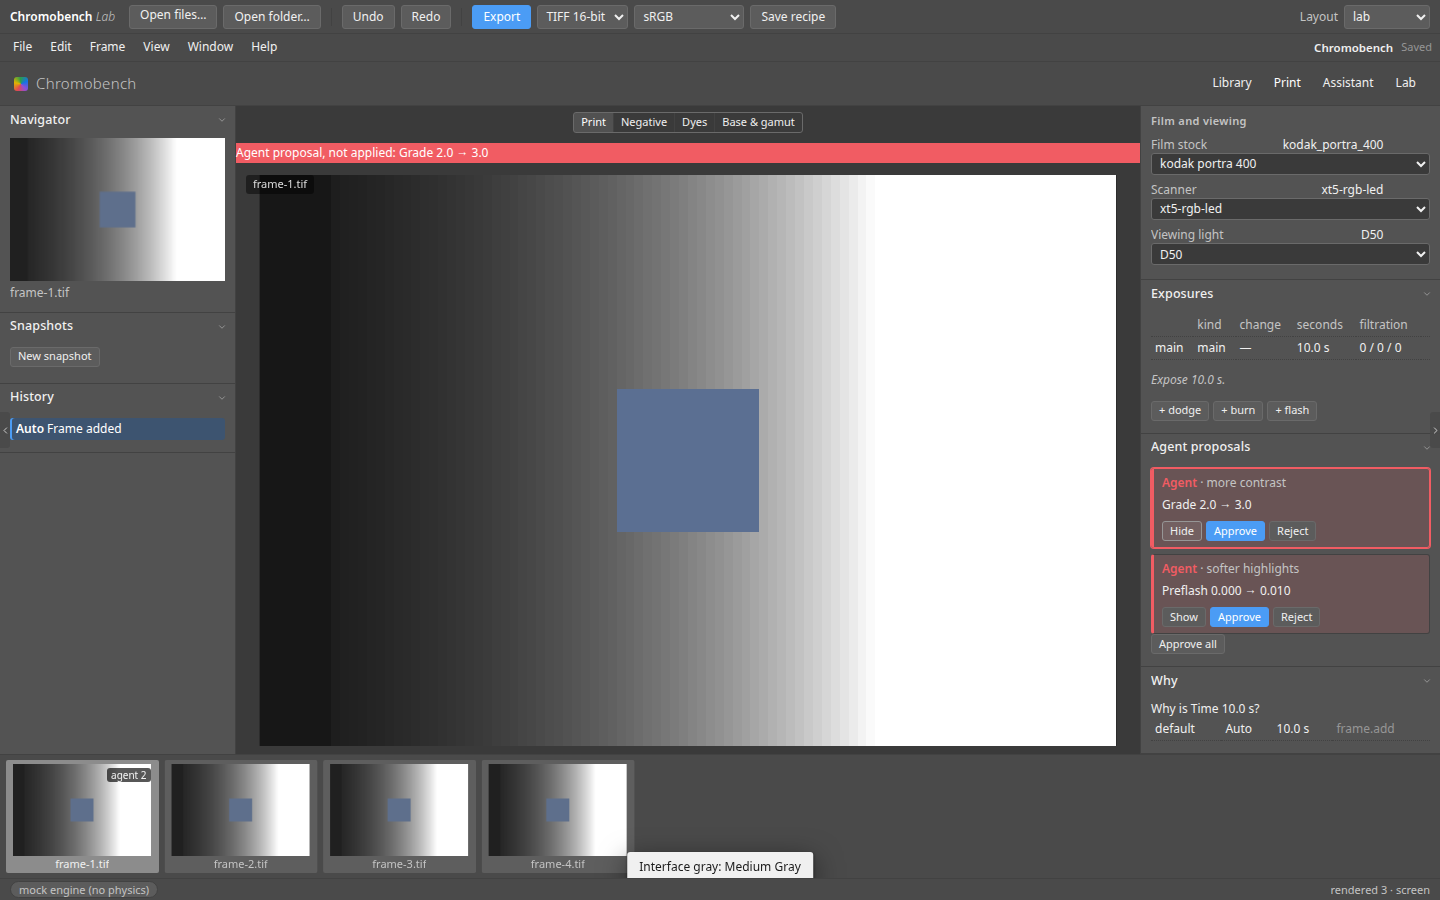 Chromobench Lab Open files... Open folder... Undo Redo Export TIFF 16-bit sRGB Save recipe Layout lab
File Edit Frame View Window Help Chromobench Saved
Chromobench Library Print Assistant Lab
Navigator
frame-1.tif
Snapshots
New snapshot
History
Auto Frame added
Print Negative Dyes Base & gamut
Agent proposal, not applied: Grade 2.0 → 3.0
frame-1.tif
Film and viewing
Film stock kodak_portra_400
kodak portra 400
Scanner xt5-rgb-led
xt5-rgb-led
Viewing light D50
D50
Exposures
kind change seconds filtration
main main — 10.0 s 0 / 0 / 0
Expose 10.0 s.
+ dodge + burn + flash
Agent proposals
Agent · more contrast
Grade 2.0 → 3.0
Hide Approve Reject
Agent · softer highlights
Preflash 0.000 → 0.010
Show Approve Reject
Approve all
Why
Why is Time 10.0 s?
default Auto 10.0 s frame.add
agent 2
frame-1.tif frame-2.tif frame-3.tif frame-4.tif
Interface gray: Medium Gray
mock engine (no physics) rendered 3 · screen